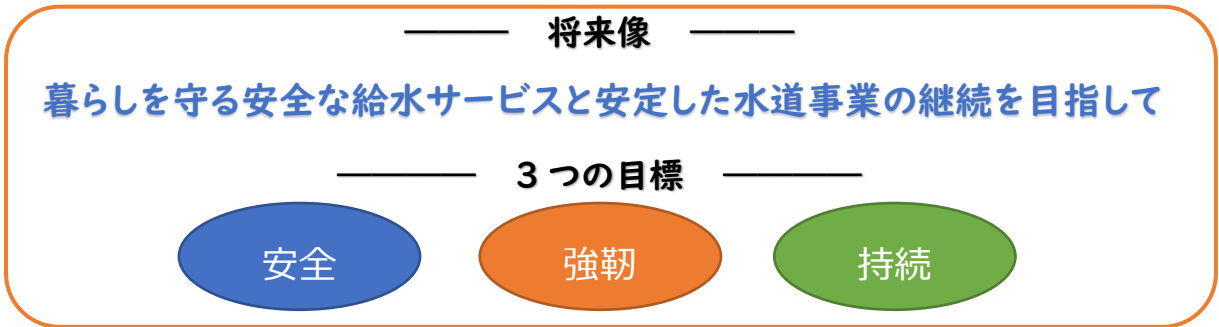 将来像
暮らしを守る安全な給水サービスと安定した水道事業の継続を目指して
3つの目標
安全 強靭 持続